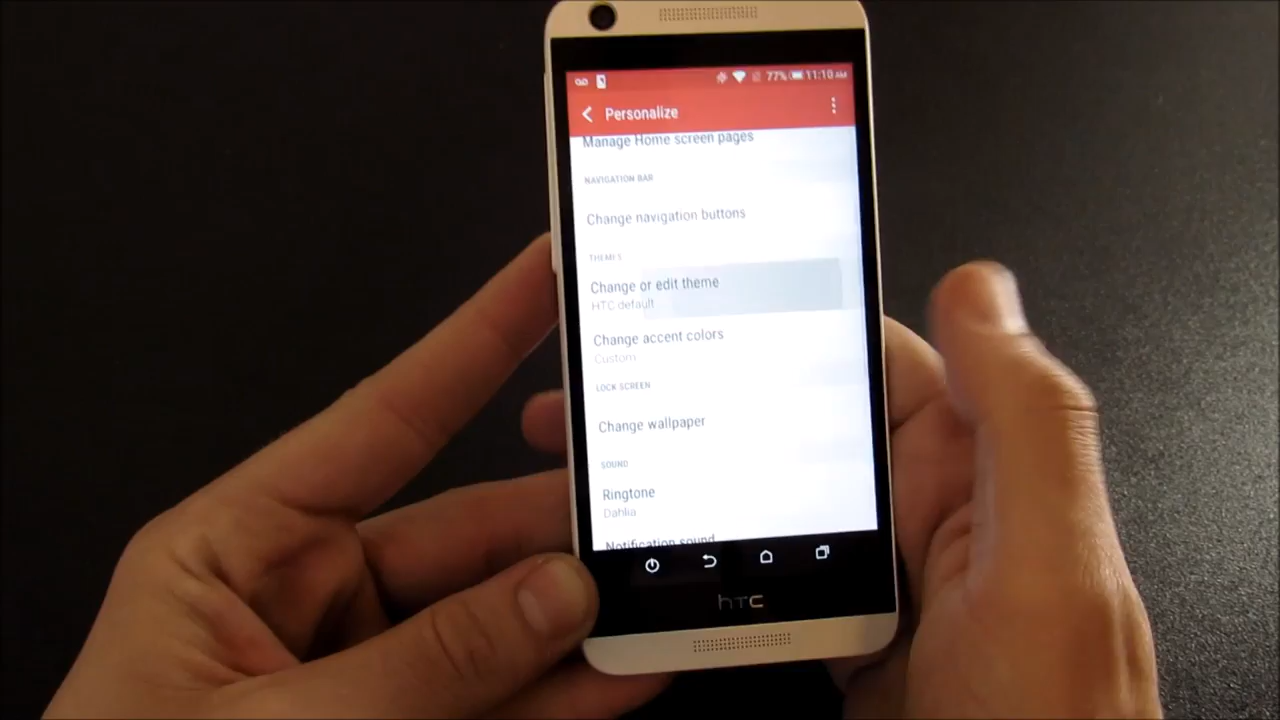 77% 11:10 AM
Personalize
Manage Home screen pages
NAVIGATION BAR
Change navigation buttons
THEMES
Change or edit theme
HTC default
Change accent colors
Custom
LOCK SCREEN
Change wallpaper
SOUND
Ringtone
Dahlia
Notification sound
hTC